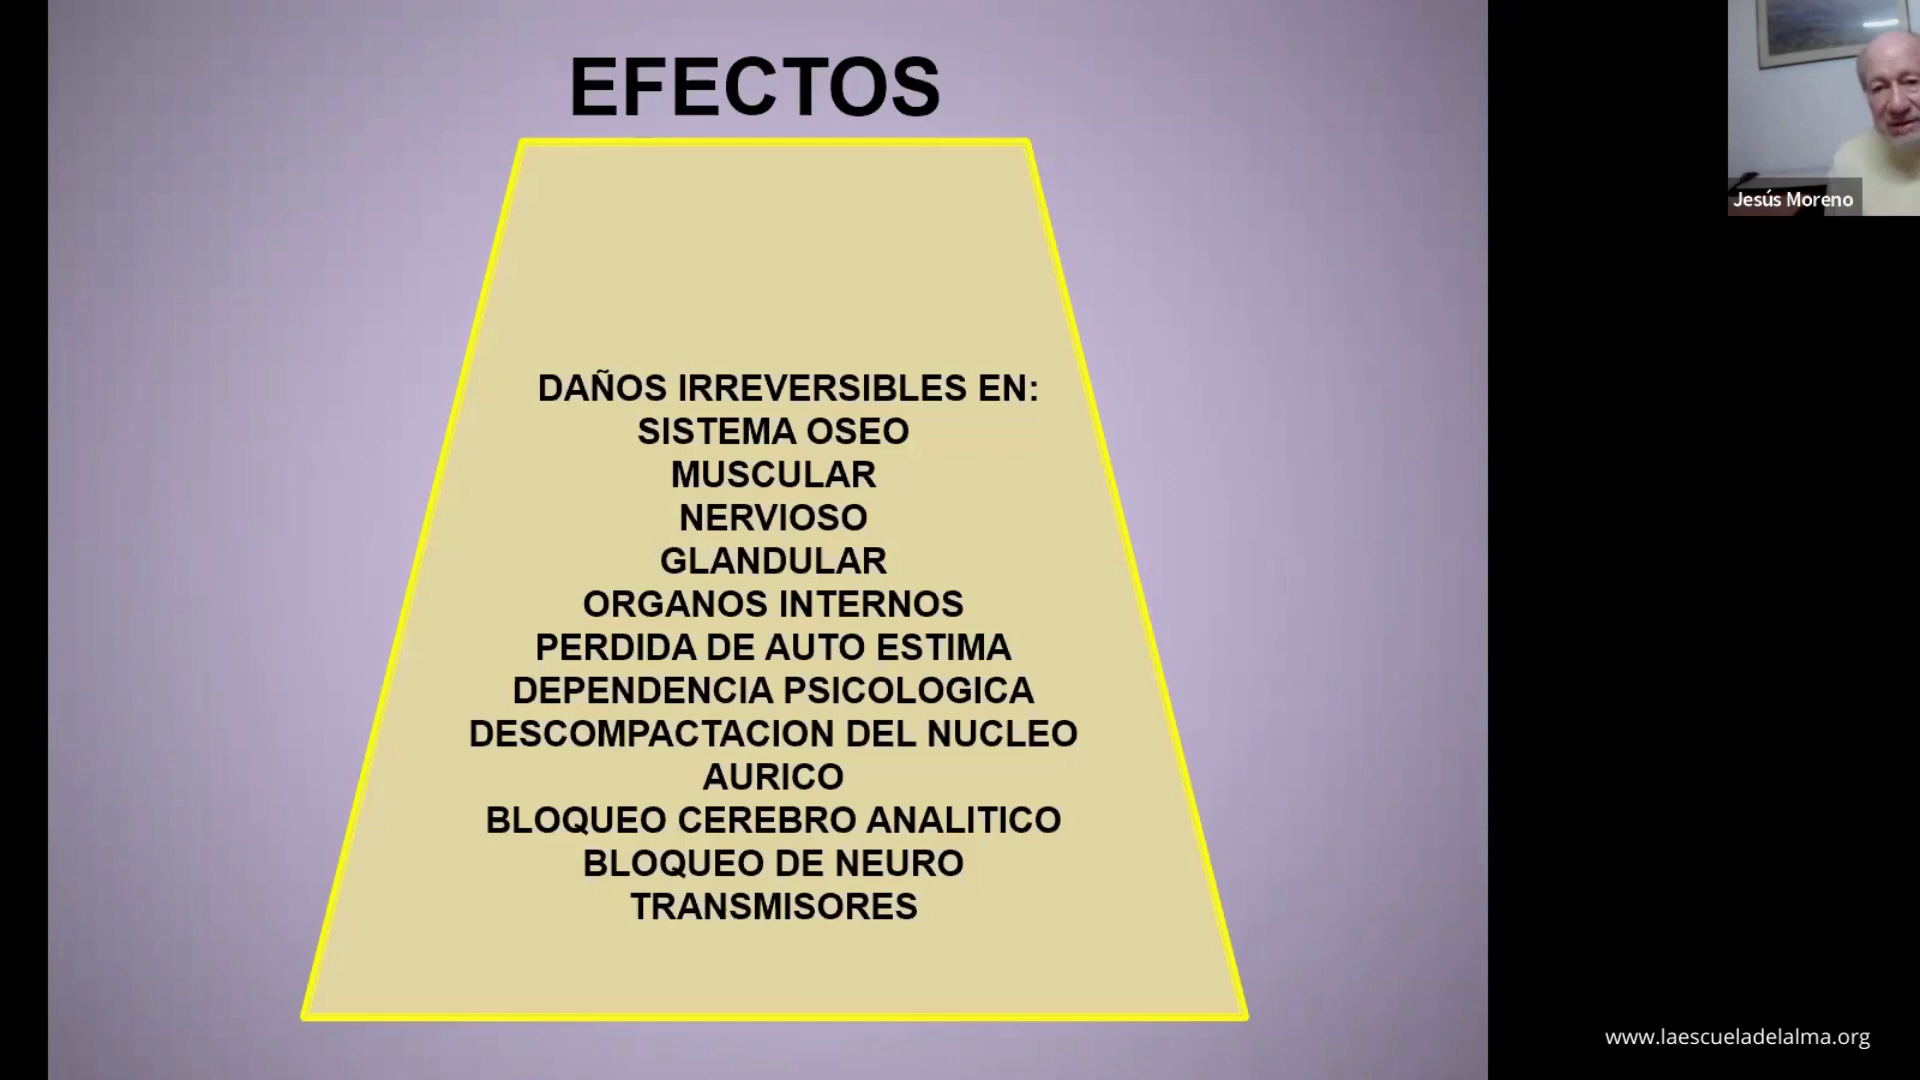 EFECTOS
DAÑOS IRREVERSIBLES EN:
SISTEMA OSEO
MUSCULAR
NERVIOSO
GLANDULAR
ORGANOS INTERNOS
PERDIDA DE AUTO ESTIMA
DEPENDENCIA PSICOLOGICA
DESCOMPACTACION DEL NUCLEO
AURICO
BLOQUEO CEREBRO ANALITICO
BLOQUEO DE NEURO
TRANSMISORES
Jesús Moreno
www.laescueladelalma.org